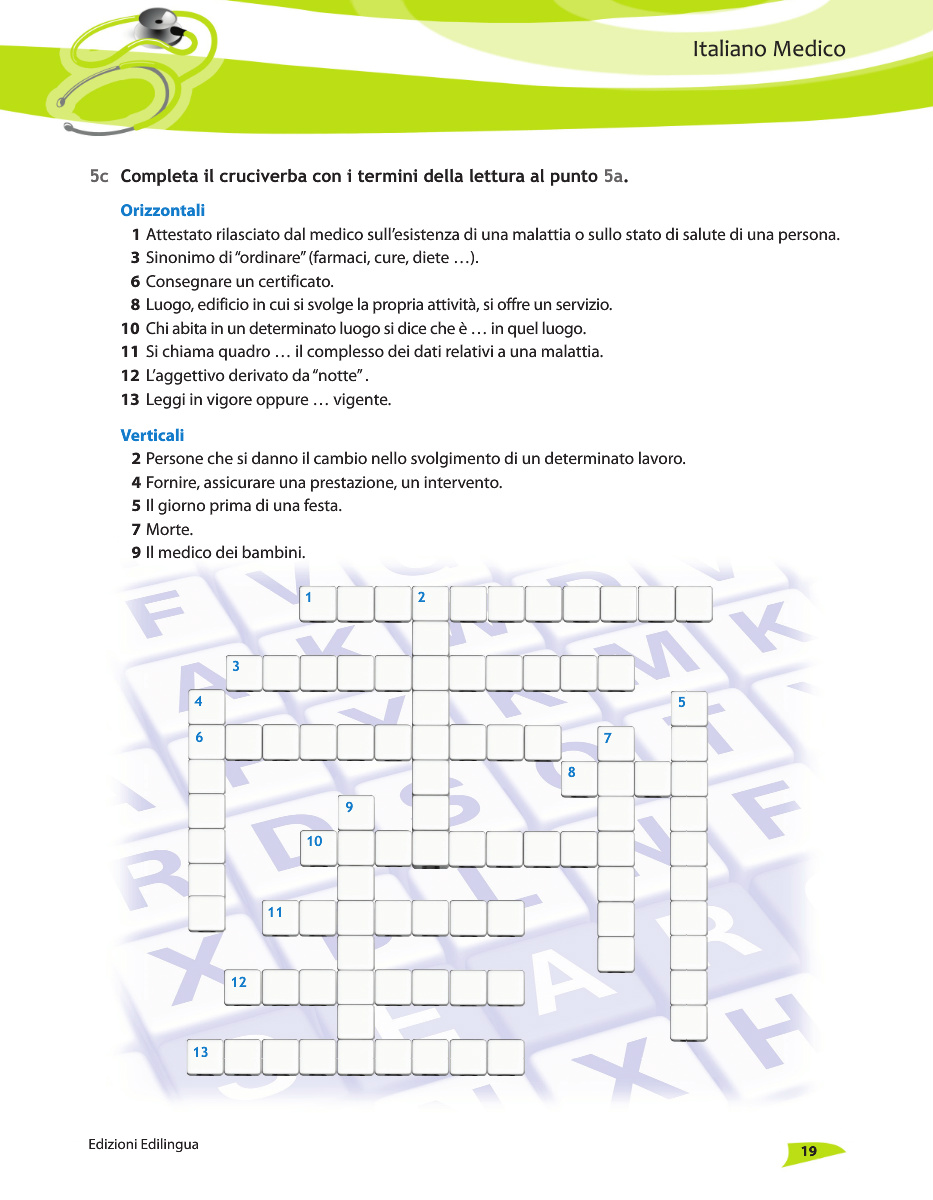 Italiano Medico
5c Completa il cruciverba con i termini della lettura al punto 5a.
Orizzontali
1 Attestato rilasciato dal medico sull’esistenza di una malattia o sullo stato di salute di una persona.
3 Sinonimo di “ordinare” (farmaci, cure, diete …).
6 Consegnare un certificato.
8 Luogo, edificio in cui si svolge la propria attività, si offre un servizio.
10 Chi abita in un determinato luogo si dice che è … in quel luogo.
11 Si chiama quadro … il complesso dei dati relativi a una malattia.
12 L’aggettivo derivato da “notte” .
13 Leggi in vigore oppure … vigente.
Verticali
2 Persone che si danno il cambio nello svolgimento di un determinato lavoro.
4 Fornire, assicurare una prestazione, un intervento.
5 Il giorno prima di una festa.
7 Morte.
9 Il medico dei bambini.
1 2
3
4 5
6 7
8
9
10
11
12
13
Edizioni Edilingua
19